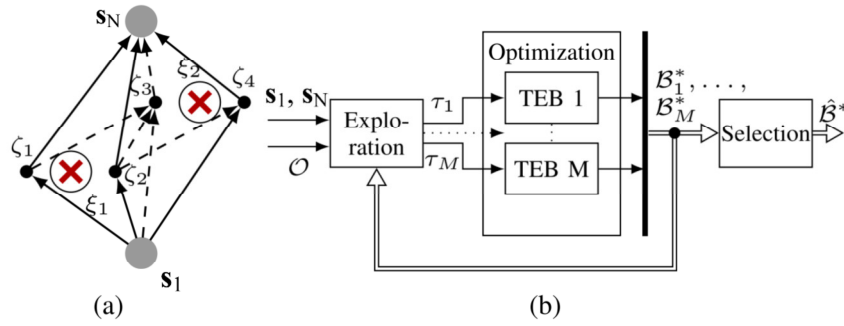 s_N
ζ_3
ξ_2
ζ_4
ζ_1
ζ_2
ξ_1
s_1
(a)
s_1, s_N
O
Explo-
ration
τ_1
τ_M
Optimization
TEB 1
TEB M
B^*_1, . . . ,
B^*_M
Selection
B̂^*
(b)